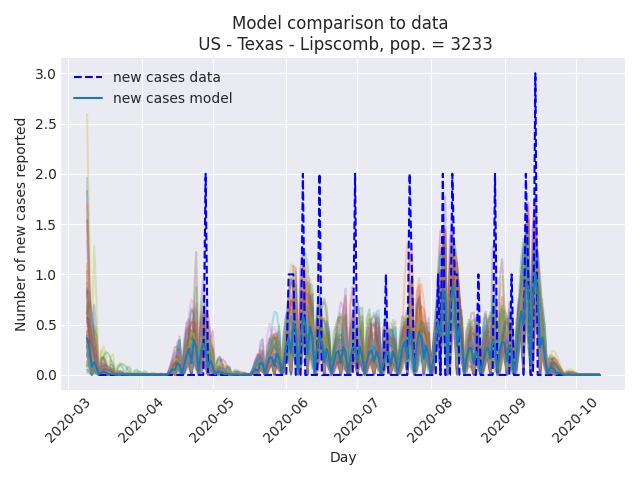 Model comparison to data
US - Texas - Lipscomb, pop. = 3233
new cases data
new cases model
Number of new cases reported
3.0
2.5
2.0
1.5
1.0
0.5
0.0
2020-03
2020-04
2020-05
2020-06
2020-07
2020-08
2020-09
2020-10
Day